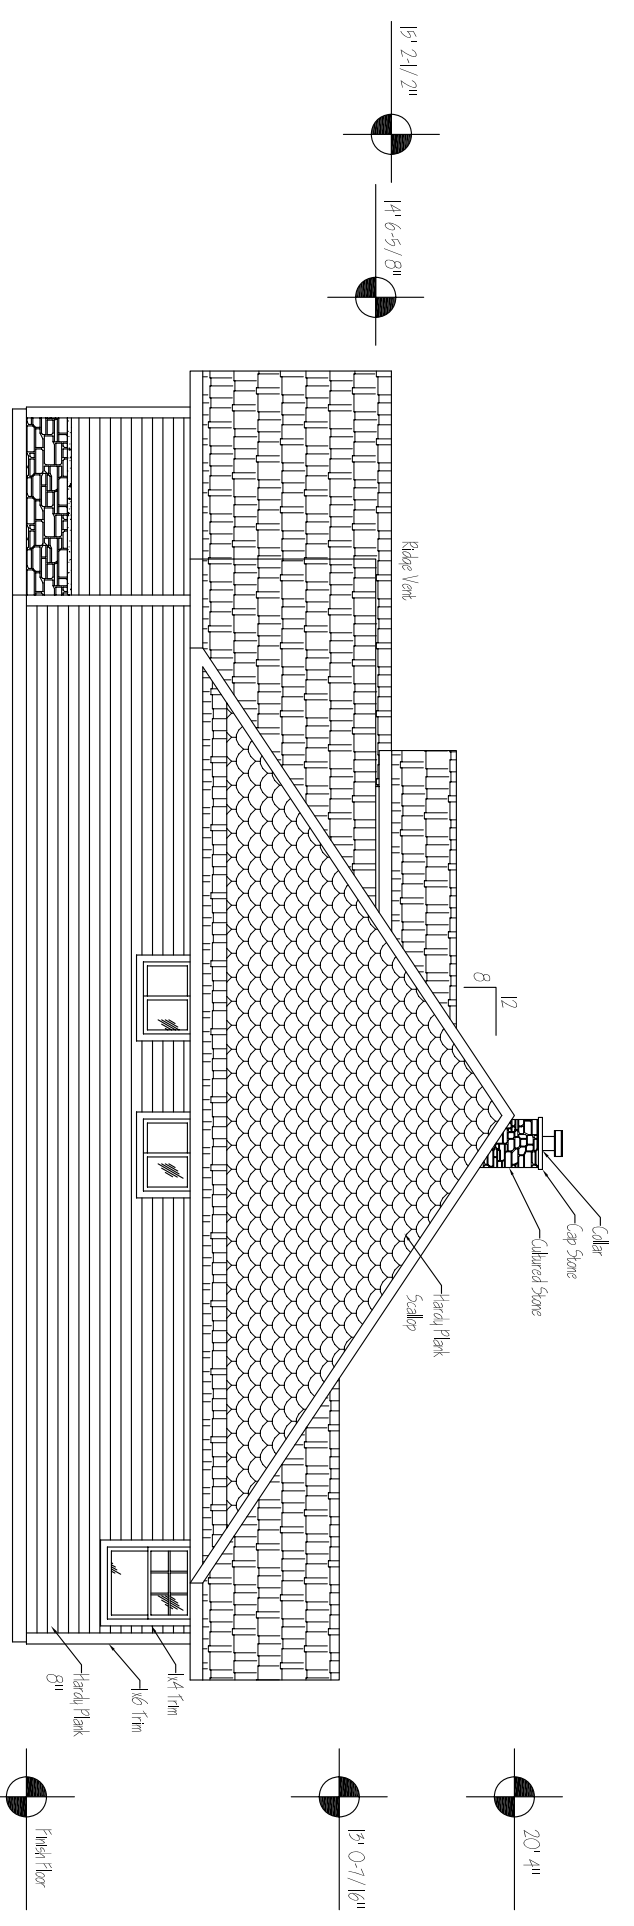 15' 2-1/2"
14' 6-5/8"
Ridge Vent
8
12
Collar
Cap Stone
Cultured Stone
Hardy Plank
Scallop
1x4 Trim
1x6 Trim
Hardy Plank
8"
20' 4"
13' 0-7/16"
Finish Floor